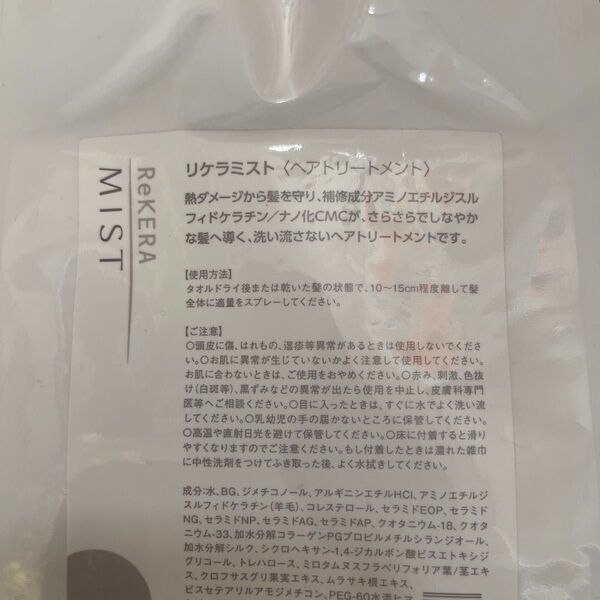 ReKERA
MIST
リケラミスト〈ヘアトリートメント〉
熱ダメージから髪を守り、補修成分アミノエチルジスル
フィドケラチン/ナノ化CMCが、さらさらでしなやか
な髪へ導く、洗い流さないヘアトリートメントです。
【使用方法】
タオルドライ後または乾いた髪の状態で、10〜15cm程度離して髪
全体に適量をスプレーしてください。
【ご注意】
○頭皮に傷、はれもの、湿疹等異常があるときは使用しないでくださ
い。○お肌に異常が生じていないかよく注意して使用してください。
お肌に合わないときは、ご使用をおやめください。○赤み、刺激、色抜
け(白斑等)、黒ずみなどの異常が出たら使用を中止し、皮膚科専門
医等へご相談ください。○目に入ったときは、すぐに水でよく洗い流
してください。○乳幼児の手の届かないところに保管してください。
○高温や直射日光を避けて保管してください。○床に付着すると滑り
やすくなりますのでご注意ください。もし付着したときは濡れた雑巾
に中性洗剤をつけてふき取った後、よく水拭きしてください。
成分:水、BG、ジメチコノール、アルギニンエチルHCl、アミノエチルジ
スルフィドケラチン(羊毛)、コレステロール、セラミドEOP、セラミド
NG、セラミドNP、セラミドAG、セラミドAP、クオタニウム-18、クオタ
ニウム-33、加水分解コラーゲンPGプロピルメチルシランジオール、
加水分解シルク、シクロヘキサン-1,4-ジカルボン酸ビスエトキシジ
グリコール、トレハロース、ミロタムヌスフラベリフォリア葉/茎エキ
ス、クロフサスグリ果実エキス、ムラサキ根エキス、
ビスセテアリルアモジメチコン、PEG-60水添ヒマ